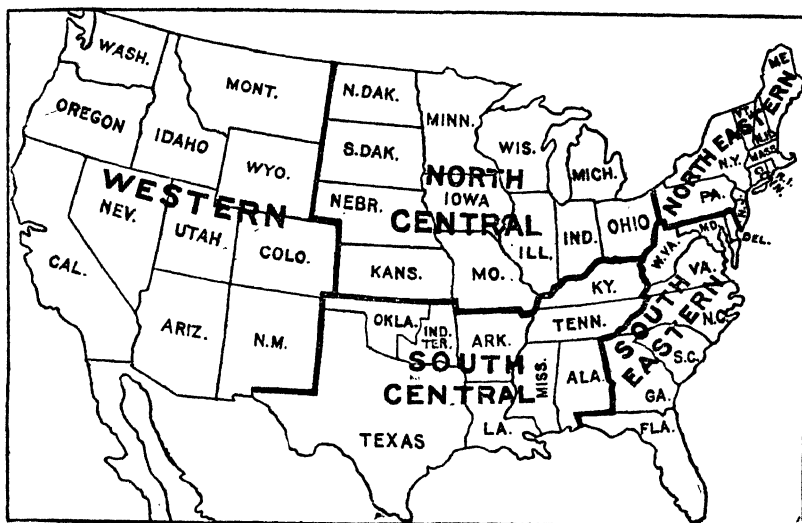 WASH.
MONT.
N.DAK.
MINN.
OREGON
IDAHO
WYO.
S.DAK.
WIS.
MICH.
WESTERN
NEV.
UTAH
COLO.
CAL.
ARIZ.
N.M.
NORTH
CENTRAL
NEBR.
IOWA
KANS.
MO.
ILL.
IND.
OHIO
NORTH EASTERN
ME
VT.
N.H.
MASS
R.I.
N.Y.
PA.
N.J.
DEL.
MD.
W.VA.
VA.
KY.
TENN.
N.C.
S.C.
SOUTH
EASTERN
GA.
FLA.
OKLA.
IND.
TER.
ARK.
SOUTH
CENTRAL
MISS.
ALA.
TEXAS
LA.